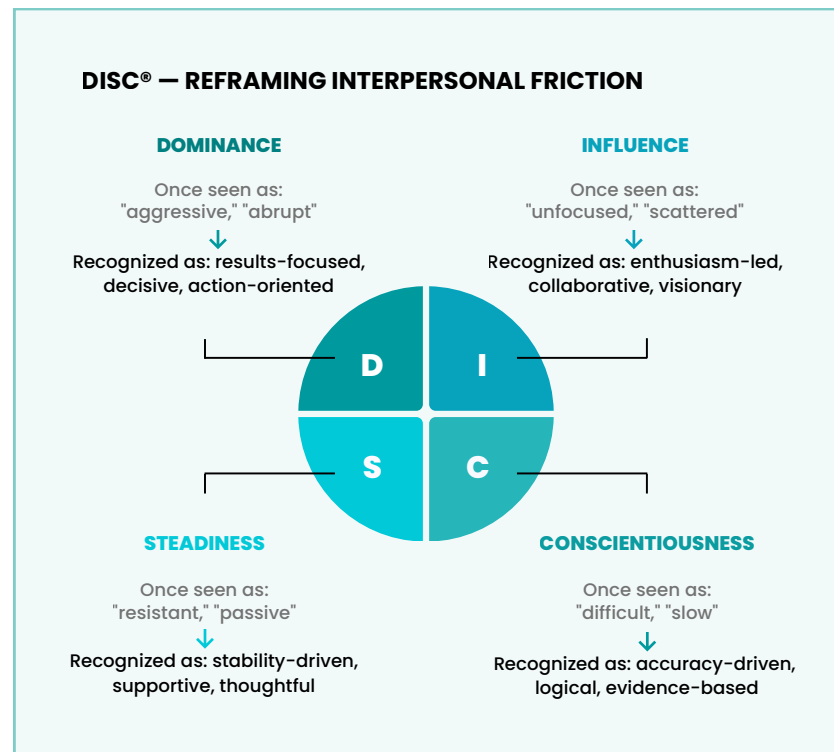 DISC® — REFRAMING INTERPERSONAL FRICTION
DOMINANCE
Once seen as:
"aggressive," "abrupt"
Recognized as: results-focused,
decisive, action-oriented
INFLUENCE
Once seen as:
"unfocused," "scattered"
Recognized as: enthusiasm-led,
collaborative, visionary
D
I
S
C
STEADINESS
Once seen as:
"resistant," "passive"
Recognized as: stability-driven,
supportive, thoughtful
CONSCIENTIOUSNESS
Once seen as:
"difficult," "slow"
Recognized as: accuracy-driven,
logical, evidence-based